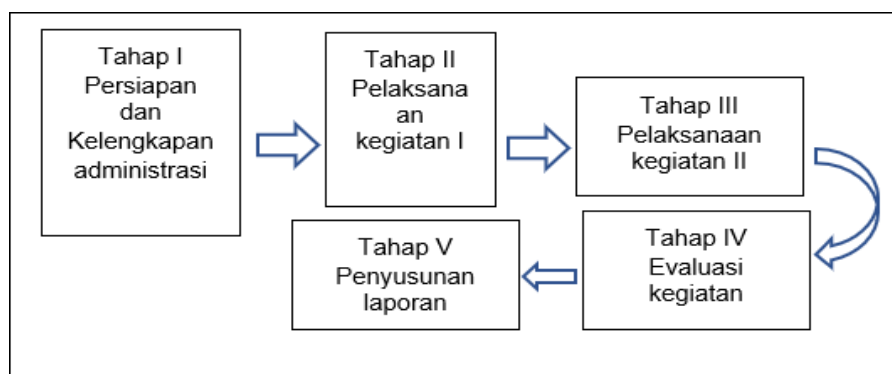 Tahap I
Persiapan
dan
Kelengkapan
administrasi
Tahap II
Pelaksana
an
kegiatan I
Tahap III
Pelaksanaan
kegiatan II
Tahap IV
Evaluasi
kegiatan
Tahap V
Penyusunan
laporan